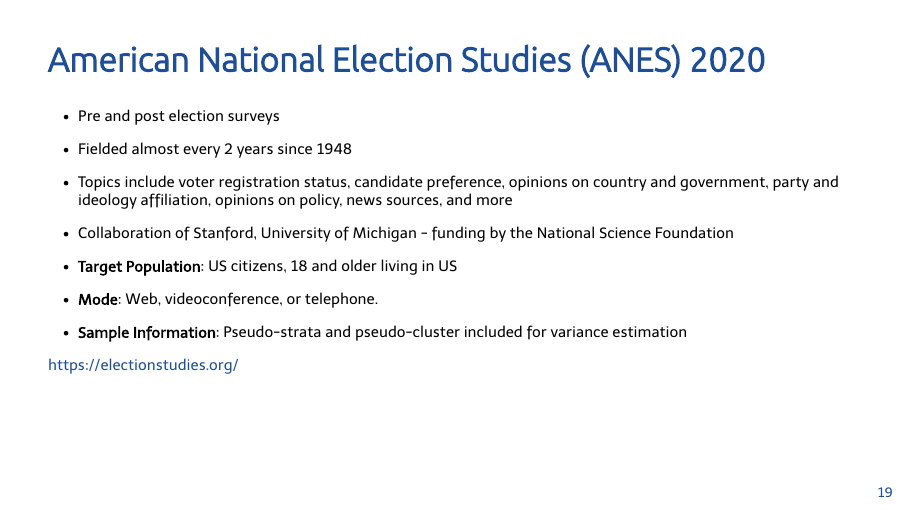 American National Election Studies (ANES) 2020
• Pre and post election surveys
• Fielded almost every 2 years since 1948
• Topics include voter registration status, candidate preference, opinions on country and government, party and
ideology affiliation, opinions on policy, news sources, and more
• Collaboration of Stanford, University of Michigan - funding by the National Science Foundation
• Target Population: US citizens, 18 and older living in US
• Mode: Web, videoconference, or telephone.
• Sample Information: Pseudo-strata and pseudo-cluster included for variance estimation
https://electionstudies.org/
19